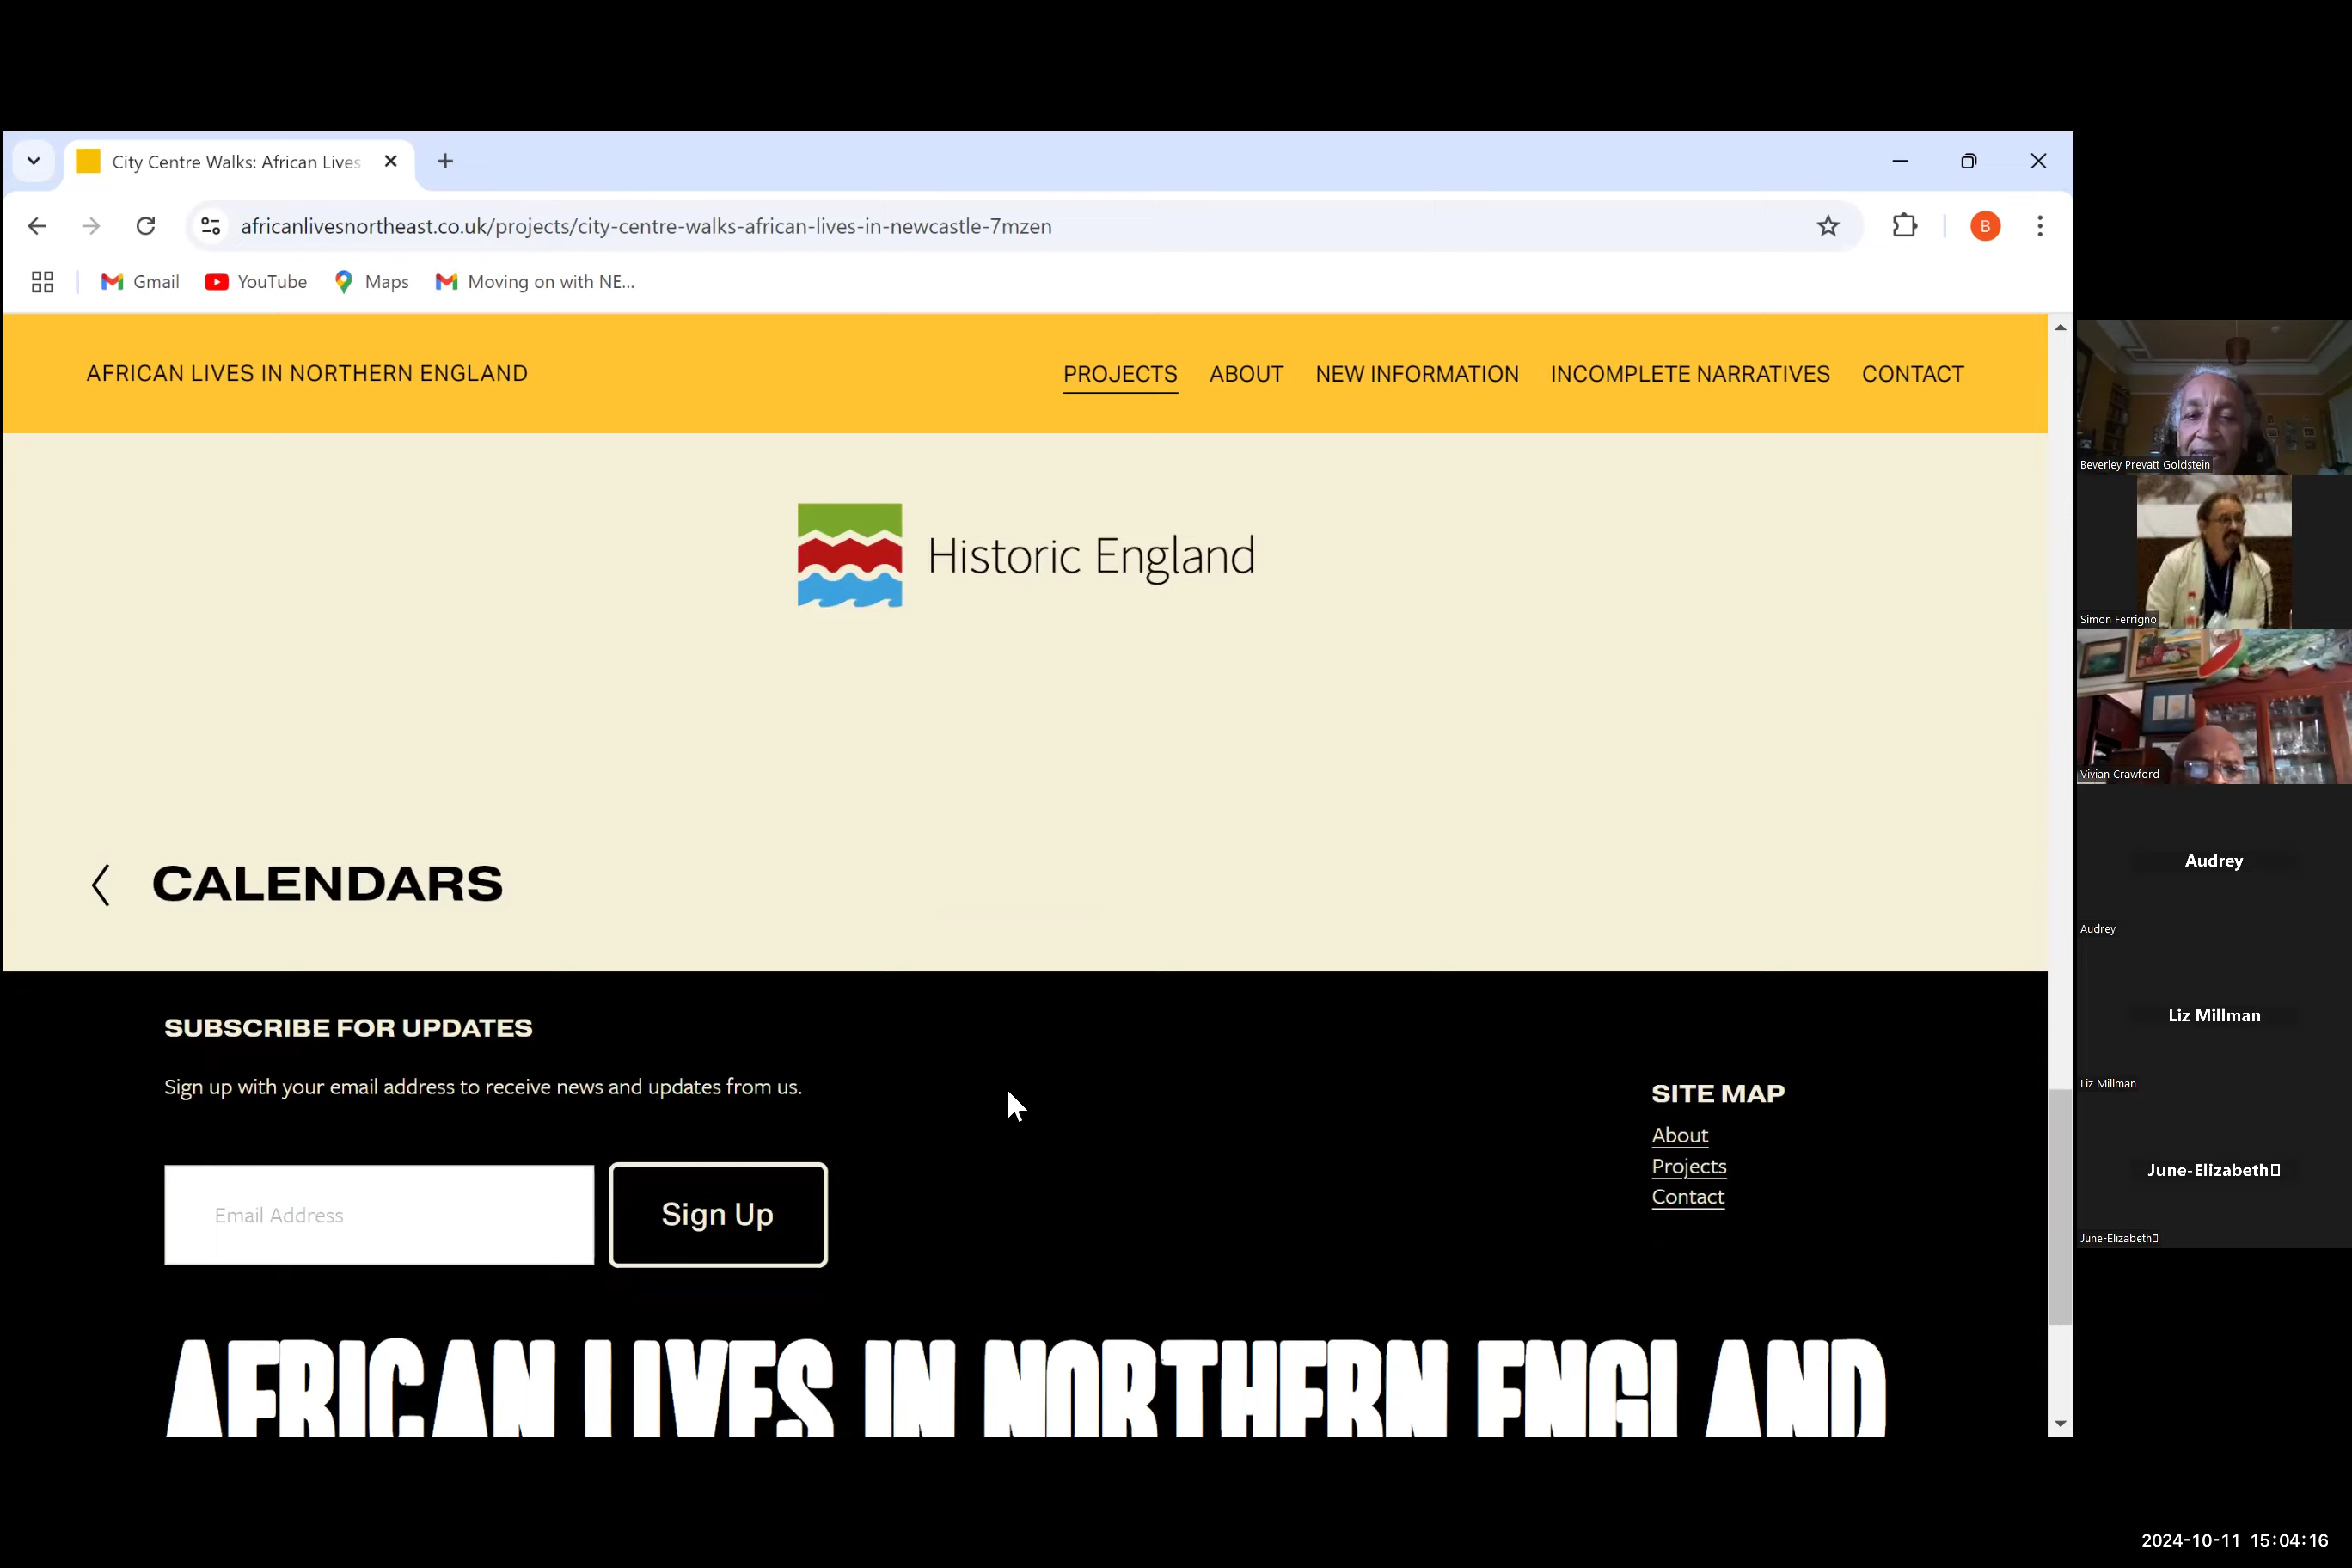 City Centre Walks: African Lives
africanlivesnortheast.co.uk/projects/city-centre-walks-african-lives-in-newcastle-7mzen
B
Gmail
YouTube
Maps
Moving on with NE...
AFRICAN LIVES IN NORTHERN ENGLAND
PROJECTS
ABOUT
NEW INFORMATION
INCOMPLETE NARRATIVES
CONTACT
Historic England
CALENDARS
SUBSCRIBE FOR UPDATES
Sign up with your email address to receive news and updates from us.
Email Address
Sign Up
SITE MAP
About
Projects
Contact
AFRICAN LIVES IN NORTHERN ENGLAND
Beverley Prevatt Goldstein
Simon Ferrigno
Vivian Crawford
Audrey
Audrey
Liz Millman
Liz Millman
June-Elizabeth
June-Elizabeth
2024-10-11 15:04:16